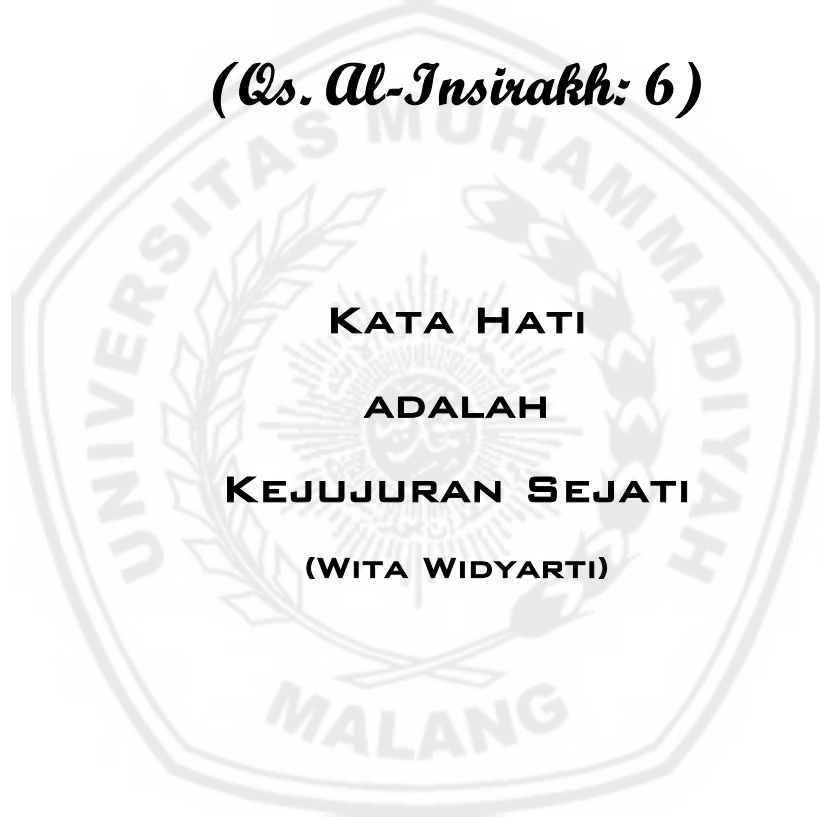 (Qs. Al-Insirakh: 6)
KATA HATI
ADALAH
KEJUJURAN SEJATI
(WITA WIDYARTI)
UNIVERSITAS MUHAMMADIYAH
MALANG